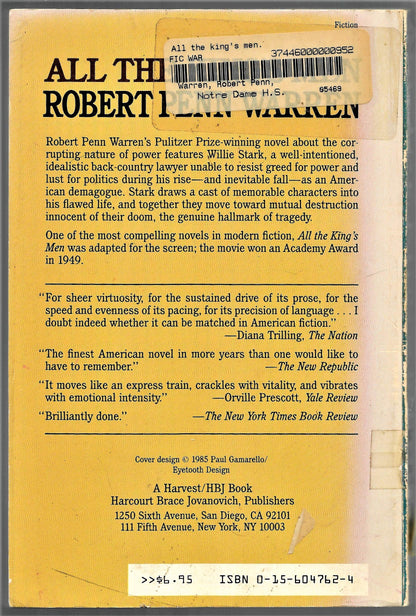 Fiction
All the king's men.
FIC WAR
37446000000952
Warren, Robert Penn,
Notre Dame H.S.
65469
ALL THE KING'S MEN
ROBERT PENN WARREN
Robert Penn Warren's Pulitzer Prize-winning novel about the cor-
rupting nature of power features Willie Stark, a well-intentioned,
idealistic back-country lawyer unable to resist greed for power and
lust for politics during his rise—and inevitable fall—as an Amer-
ican demagogue. Stark draws a cast of memorable characters into
his flawed life, and together they move toward mutual destruction
innocent of their doom, the genuine hallmark of tragedy.
One of the most compelling novels in modern fiction, All the King's
Men was adapted for the screen; the movie won an Academy Award
in 1949.
"For sheer virtuosity, for the sustained drive of its prose, for the
speed and evenness of its pacing, for its precision of language . . . I
doubt indeed whether it can be matched in American fiction."
—Diana Trilling, The Nation
"The finest American novel in more years than one would like to
have to remember." —The New Republic
"It moves like an express train, crackles with vitality, and vibrates
with emotional intensity." —Orville Prescott, Yale Review
"Brilliantly done." —The New York Times Book Review
Cover design © 1985 Paul Gamarello/
Eyetooth Design
A Harvest/HBJ Book
Harcourt Brace Jovanovich, Publishers
1250 Sixth Avenue, San Diego, CA 92101
111 Fifth Avenue, New York, NY 10003
>>$6.95 ISBN 0-15-604762-4